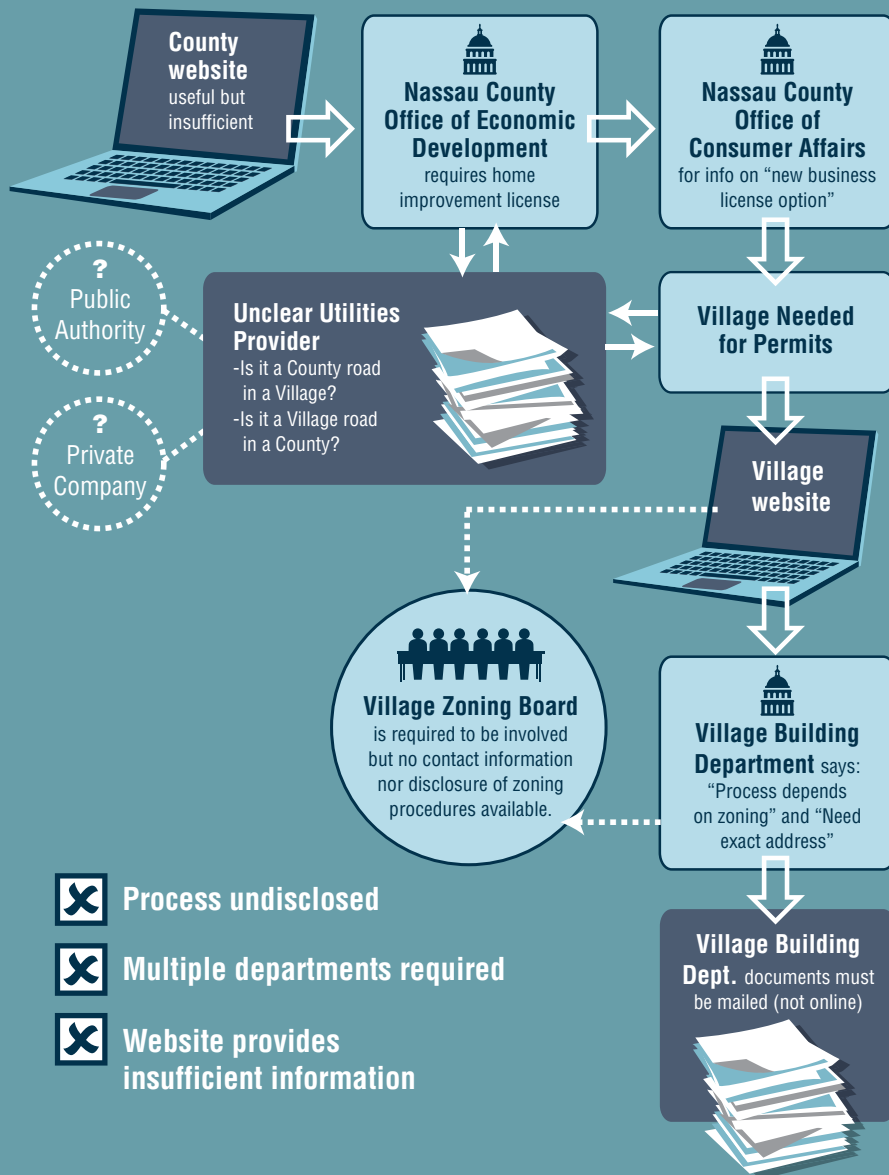 County
website
useful but
insufficient
Nassau County
Office of Economic
Development
requires home
improvement license
Nassau County
Office of
Consumer Affairs
for info on “new business
license option”
?
Public
Authority
?
Private
Company
Unclear Utilities
Provider
-Is it a County road
in a Village?
-Is it a Village road
in a County?
Village Needed
for Permits
Village
website
Village Zoning Board
is required to be involved
but no contact information
nor disclosure of zoning
procedures available.
Village Building
Department says:
“Process depends
on zoning” and “Need
exact address”
Village Building
Dept. documents must
be mailed (not online)
Process undisclosed
Multiple departments required
Website provides
insufficient information